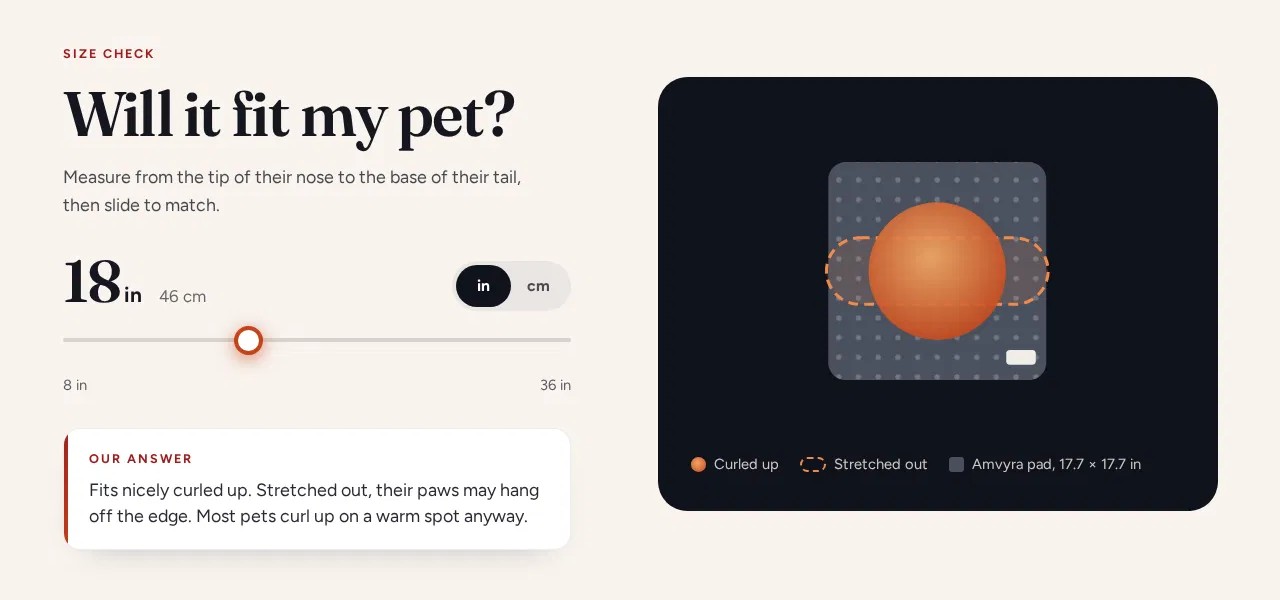 SIZE CHECK
Will it fit my pet?
Measure from the tip of their nose to the base of their tail,
then slide to match.
18 in 46 cm
in cm
8 in 36 in
OUR ANSWER
Fits nicely curled up. Stretched out, their paws may hang
off the edge. Most pets curl up on a warm spot anyway.
Curled up Stretched out Amvyra pad, 17.7 × 17.7 in